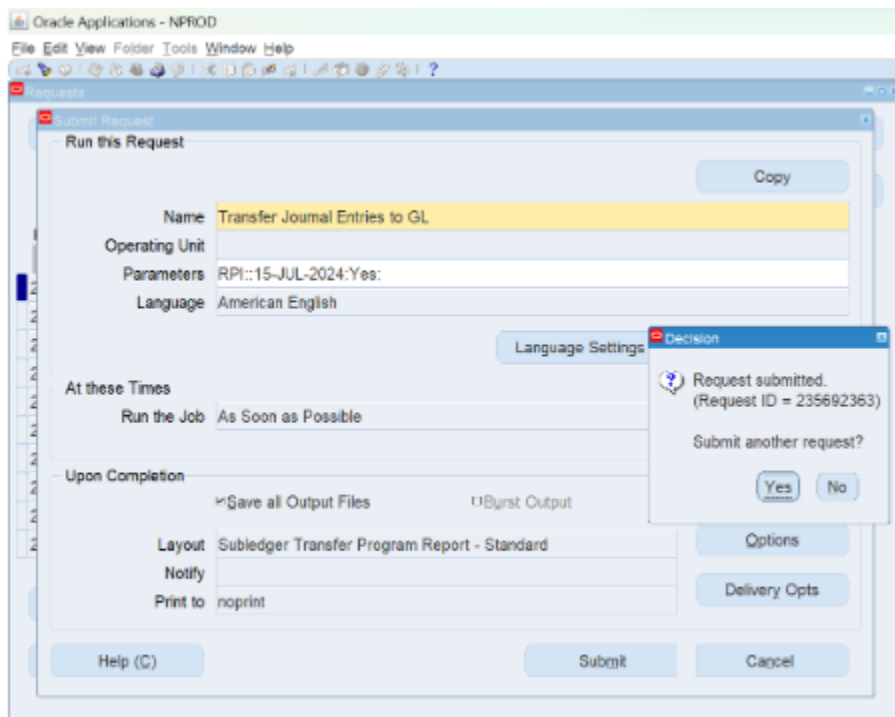 Oracle Applications - NPROD
File Edit View Folder Tools Window Help
Requests
Submit Request
Run this Request
Copy
Name Transfer Journal Entries to GL
Operating Unit
Parameters RPI::15-JUL-2024:Yes:
Language American English
Language Settings
Decision
Request submitted.
(Request ID = 235692363)
Submit another request?
Yes No
At these Times
Run the Job As Soon as Possible
Upon Completion
Save all Output Files Burst Output
Layout Subledger Transfer Program Report - Standard
Options
Notify
Delivery Opts
Print to noprint
Help (C) Submit Cancel